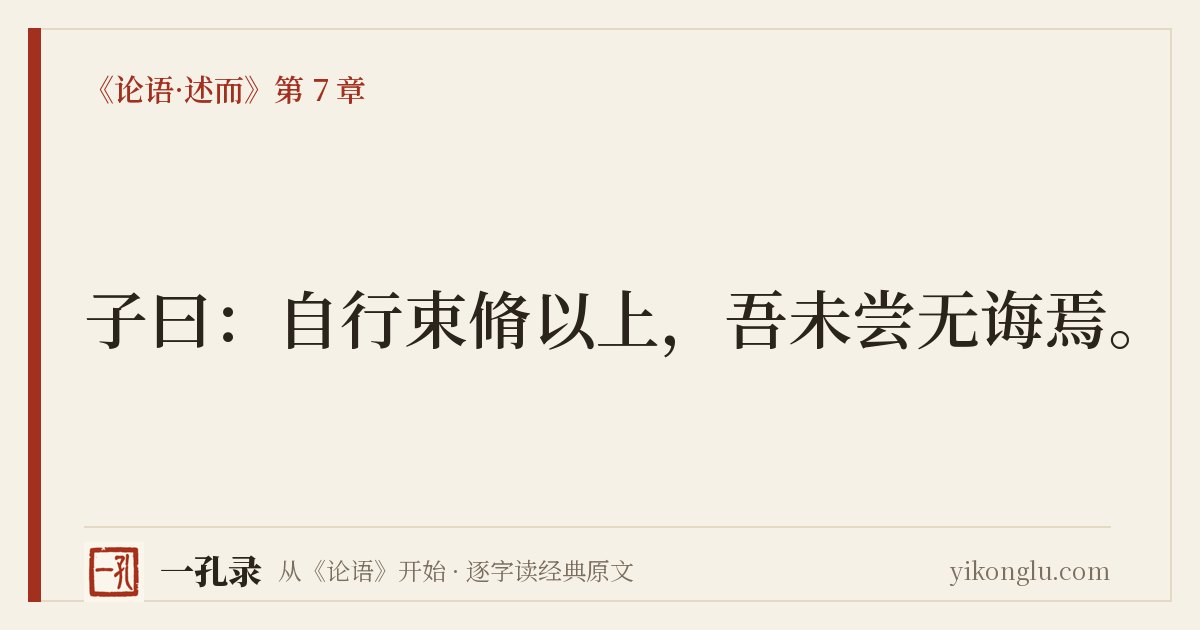 《论语·述而》第 7 章
子曰：自行束脩以上，吾未尝无诲焉。
一孔
一孔录 从《论语》开始 · 逐字读经典原文 yikonglu.com